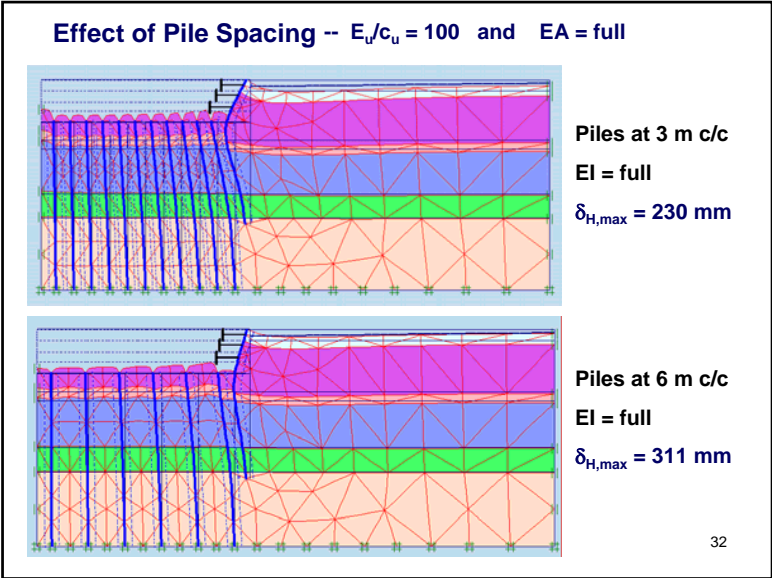 Effect of Pile Spacing -- Eᵤ/cᵤ = 100 and EA = full
Piles at 3 m c/c
EI = full
δH,max = 230 mm
Piles at 6 m c/c
EI = full
δH,max = 311 mm
32